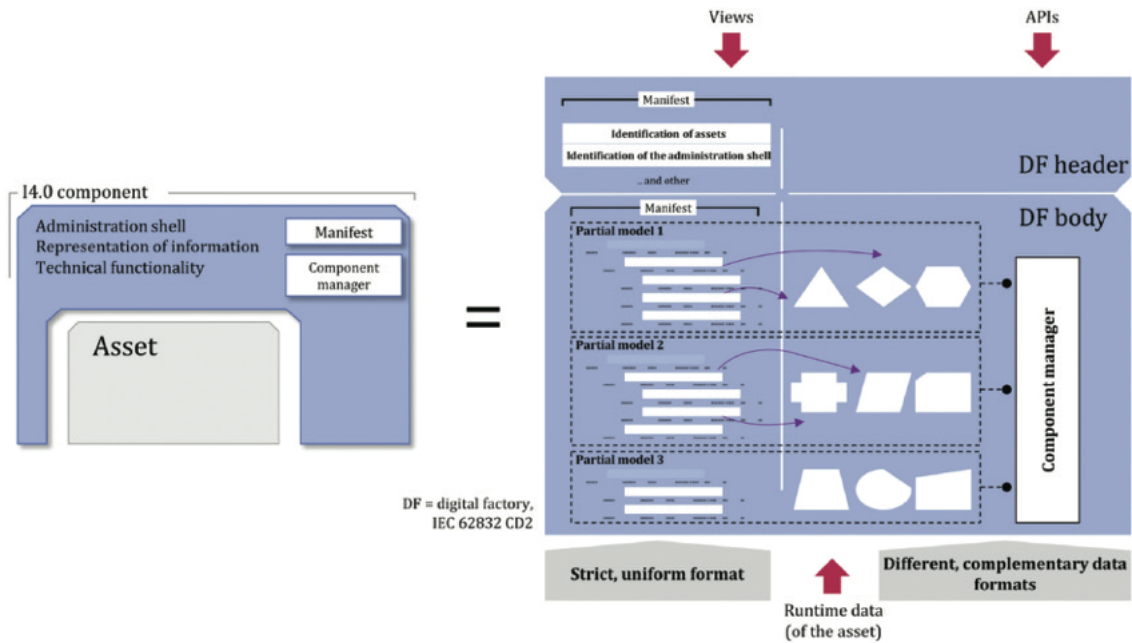 Views
APIs
Manifest
Identification of assets
Identification of the administration shell
...and other
DF header
I4.0 component
Administration shell
Representation of information
Technical functionality
Manifest
Component
manager
Asset
=
DF body
Manifest
Partial model 1
Partial model 2
Partial model 3
Component manager
DF = digital factory,
IEC 62832 CD2
Strict, uniform format
Different, complementary data
formats
Runtime data
(of the asset)